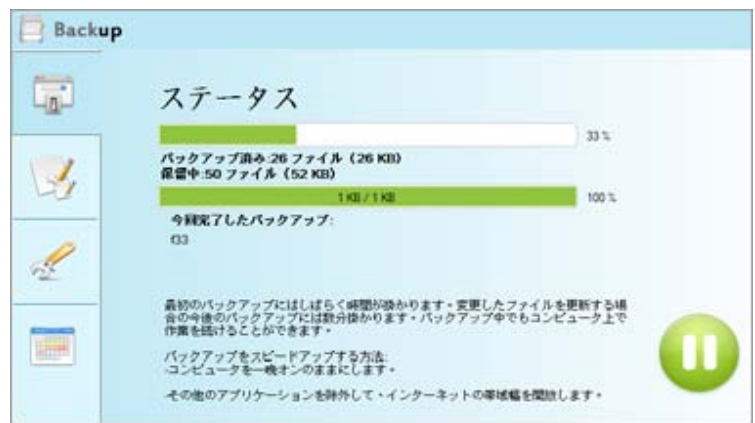 Backup
ステータス
33 %
バックアップ済み:26 ファイル (26 KB)
保留中:50 ファイル (52 KB)
1 KB / 1 KB
100 %
今回完了したバックアップ:
f33
最初のバックアップにはしばらく時間が掛かります。変更したファイルを更新する場
合の今後のバックアップには数分掛かります。バックアップ中でもコンピュータ上で
作業を続けることができます。
バックアップをスピードアップする方法:
-コンピュータを一晩オンのままにします。
-その他のアプリケーションを除外して、インターネットの帯域幅を開放します。